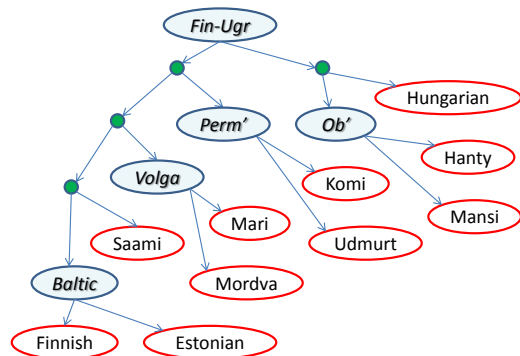 Fin-Ugr
Hungarian
Perm'
Ob'
Hanty
Volga
Komi
Mansi
Mari
Saami
Udmurt
Baltic
Mordva
Finnish
Estonian